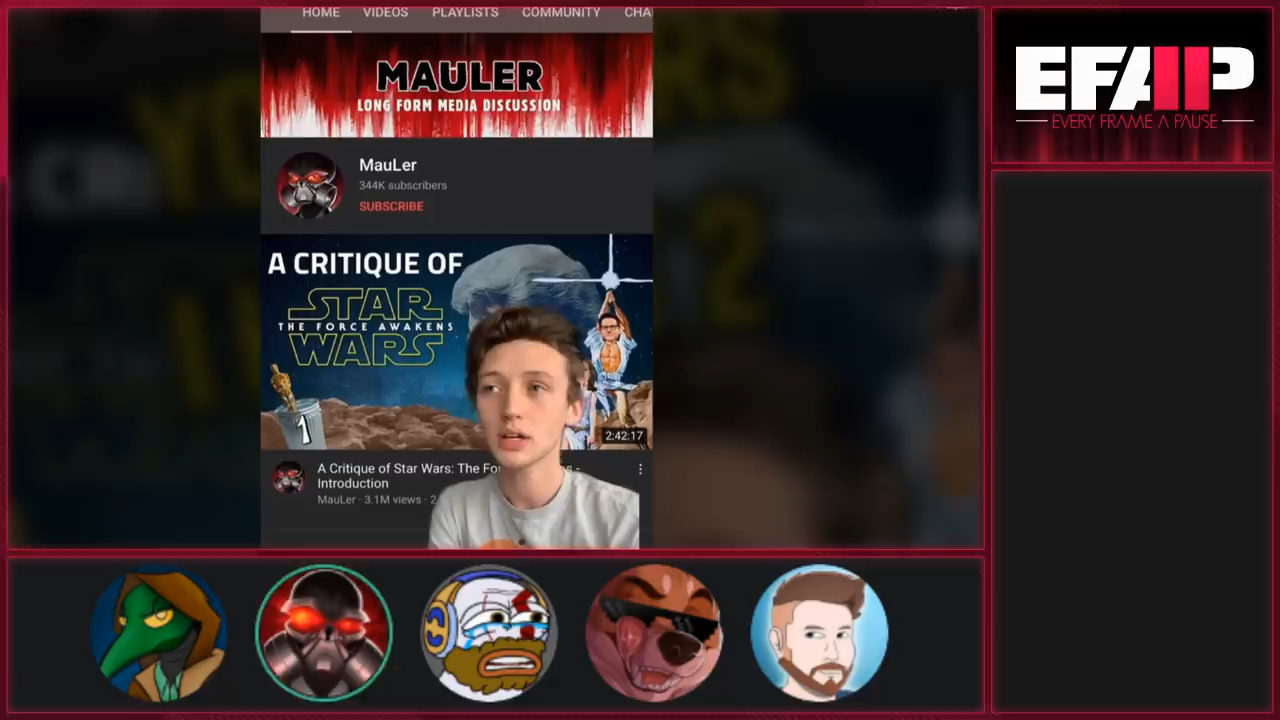 HOME VIDEOS PLAYLISTS COMMUNITY CHA
MAULER
LONG FORM MEDIA DISCUSSION
MauLer
344K subscribers
SUBSCRIBE
A CRITIQUE OF
STAR
THE FORCE AWAKENS
WARS
1
2:42:17
A Critique of Star Wars: The Fo s -
Introduction
MauLer · 3.1M views · 2
EFAP
EVERY FRAME A PAUSE